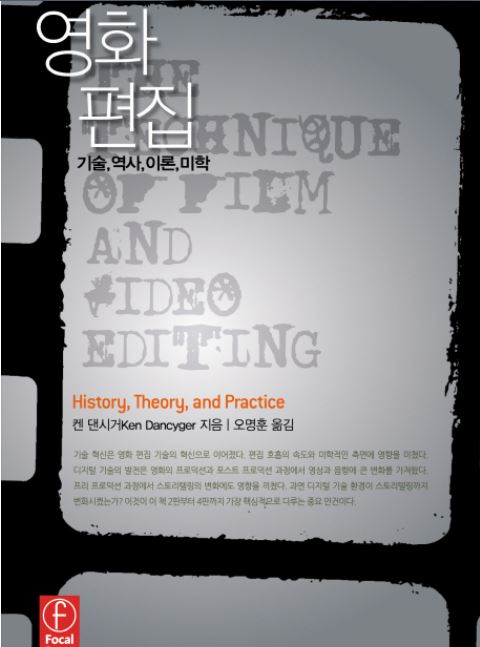 영화
편집
기술,역사,이론,미학
THE
TECHNIQUE
OF FILM
AND
VIDEO
EDITING
History, Theory, and Practice
켄 댄시거Ken Dancyger 지음 | 오명훈 옮김
기술 혁신은 영화 편집 기술의 혁신으로 이어졌다. 편집 호흡의 속도와 미학적인 측면에 영향을 미쳤다.
디지털 기술의 발전은 영화의 프로덕션과 포스트 프로덕션 과정에서 영상과 음향에 큰 변화를 가져왔다.
프리 프로덕션 과정에서 스토리텔링의 변화에도 영향을 끼쳤다. 과연 디지털 기술 환경이 스토리텔링까지
변화시켰는가? 이것이 이 책 2판부터 4판까지 가장 핵심적으로 다루는 중요 안건이다.
f
Focal